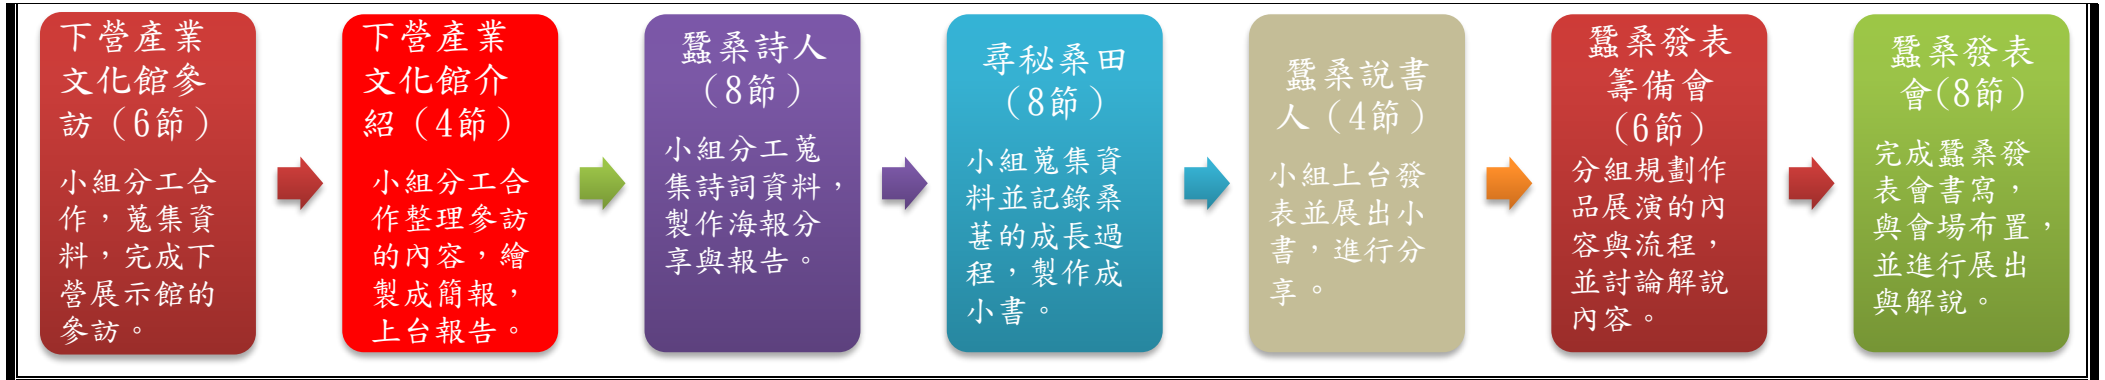 下營產業
文化館參
訪（6節）
小組分工合
作，蒐集資
料，完成下
營展示館的
參訪。
下營產業
文化館介
紹（4節）
小組分工合
作整理參訪
的內容，繪
製成簡報，
上台報告。
蠶桑詩人
（8節）
小組分工蒐
集詩詞資料，
製作海報分
享與報告。
尋秘桑田
（8節）
小組蒐集資
料並記錄桑
葚的成長過
程，製作成
小書。
蠶桑說書
人（4節）
小組上台發
表並展出小
書，進行分
享。
蠶桑發表
籌備會
（6節）
分組規劃作
品展演的內
容與流程，
並討論解說
內容。
蠶桑發表
會(8節）
完成蠶桑發
表會書寫，
與會場布置，
並進行展出
與解說。